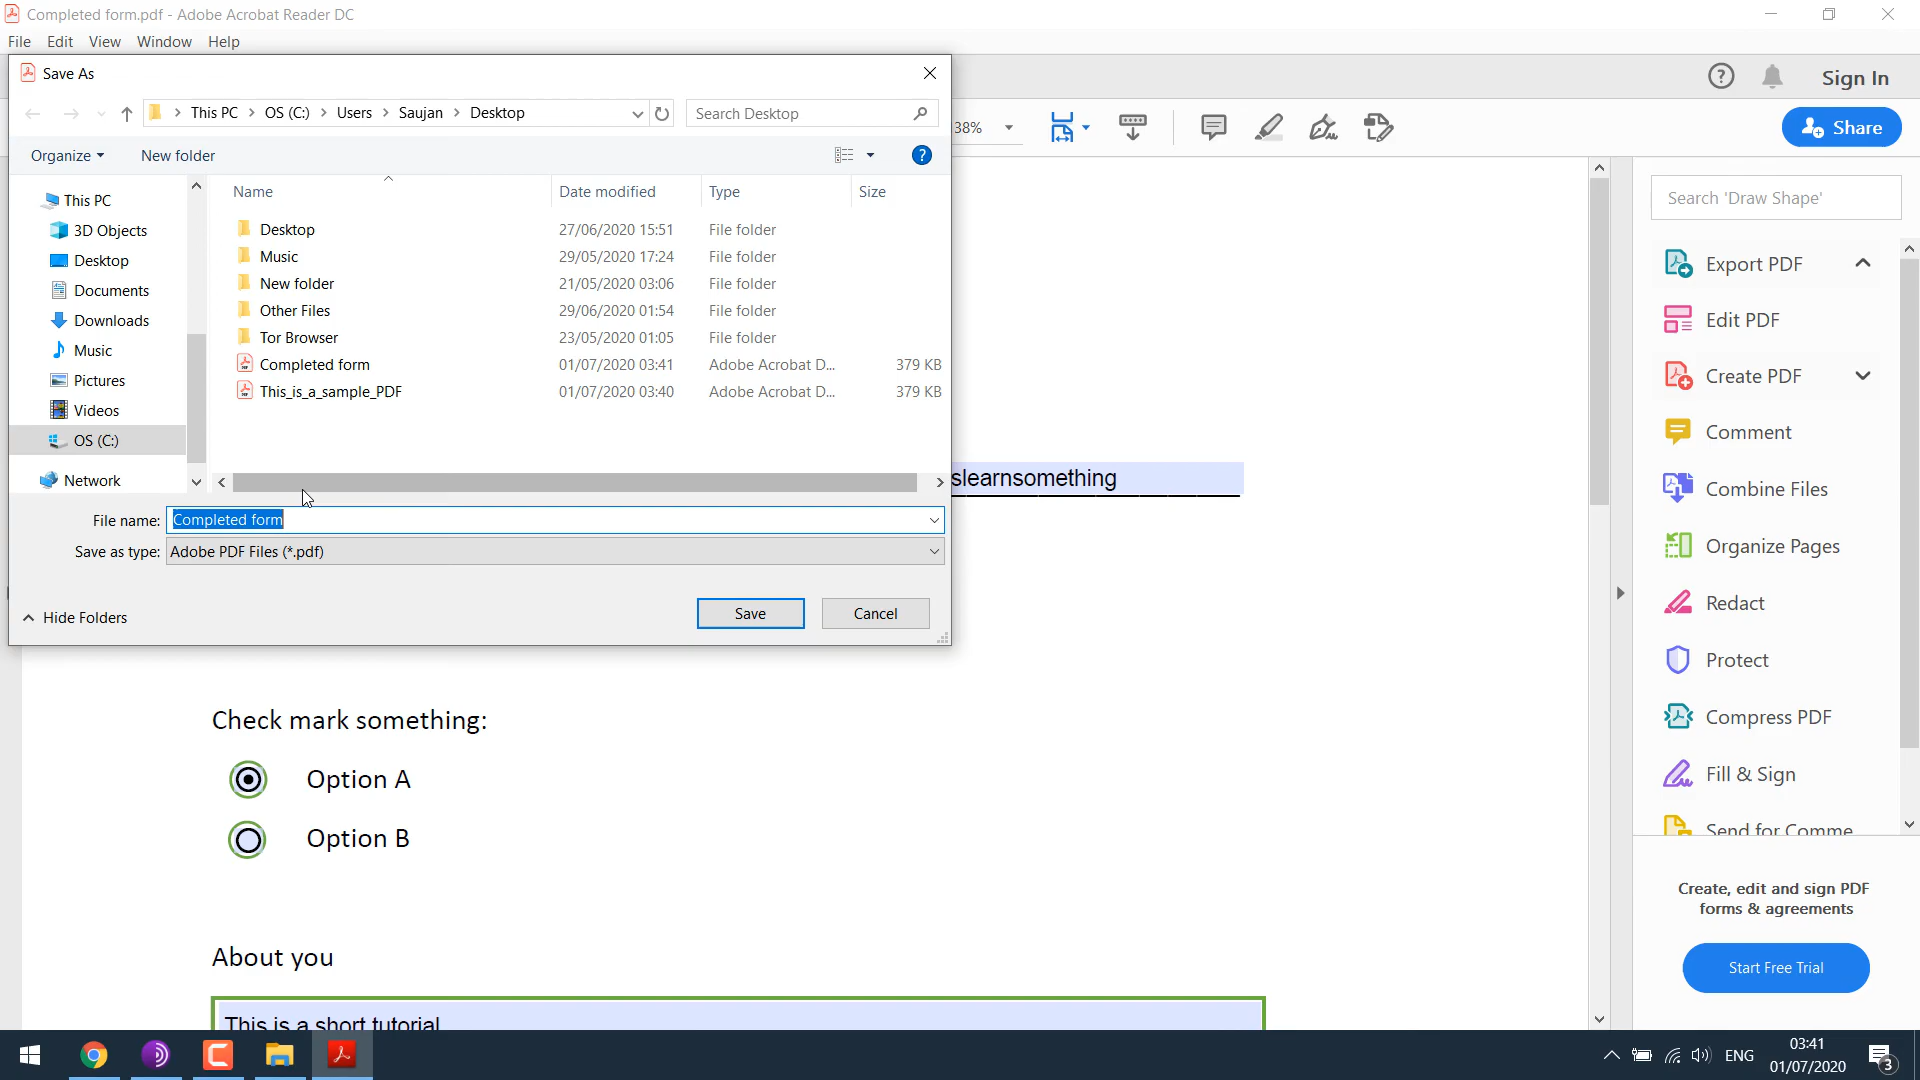 Completed form.pdf - Adobe Acrobat Reader DC
File Edit View Window Help
Save As
This PC > OS (C:) > Users > Saujan > Desktop
Search Desktop
Organize New folder
?
Name Date modified Type Size
This PC
3D Objects
Desktop
Documents
Downloads
Music
Pictures
Videos
OS (C:)
Network
Desktop 27/06/2020 15:51 File folder
Music 29/05/2020 17:24 File folder
New folder 21/05/2020 03:06 File folder
Other Files 29/06/2020 01:54 File folder
Tor Browser 23/05/2020 01:05 File folder
Completed form 01/07/2020 03:41 Adobe Acrobat D... 379 KB
This_is_a_sample_PDF 01/07/2020 03:40 Adobe Acrobat D... 379 KB
File name: Completed form
Save as type: Adobe PDF Files (*.pdf)
Hide Folders
Save Cancel
? Sign In
38%
Share
slearnsomething
Check mark something:
Option A
Option B
About you
This is a short tutorial
Search 'Draw Shape'
Export PDF
Edit PDF
Create PDF
Comment
Combine Files
Organize Pages
Redact
Protect
Compress PDF
Fill & Sign
Send for Comme
Create, edit and sign PDF
forms & agreements
Start Free Trial
ENG
03:41
01/07/2020
3